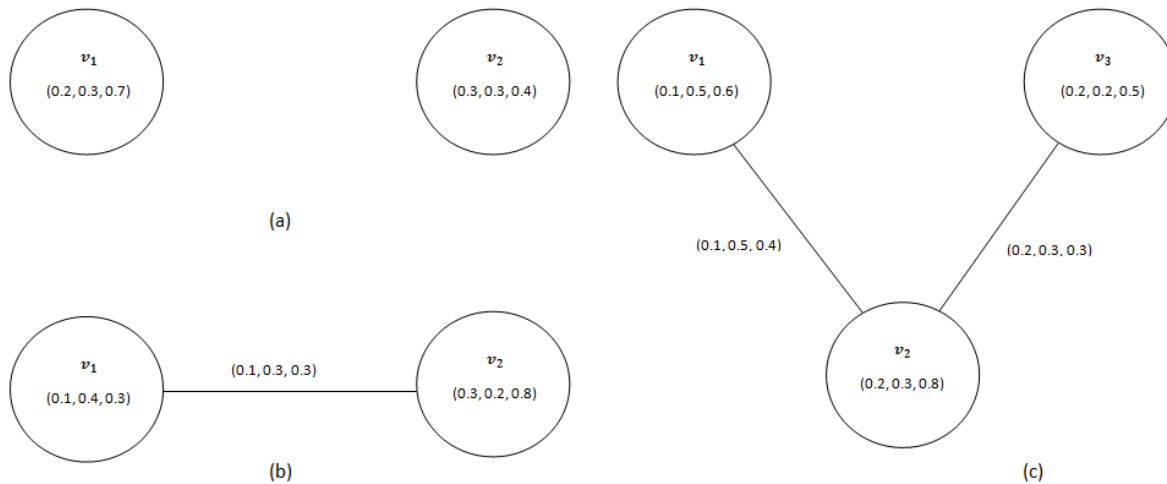 v₁
(0.2, 0.3, 0.7)
v₂
(0.3, 0.3, 0.4)
(a)
v₁
(0.1, 0.4, 0.3)
(0.1, 0.3, 0.3)
v₂
(0.3, 0.2, 0.8)
(b)
v₁
(0.1, 0.5, 0.6)
v₃
(0.2, 0.2, 0.5)
(0.1, 0.5, 0.4)
(0.2, 0.3, 0.3)
v₂
(0.2, 0.3, 0.8)
(c)